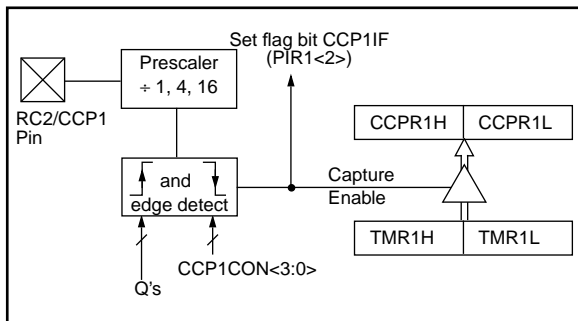 Set flag bit CCP1IF
(PIR1<2>)
Prescaler
÷ 1, 4, 16
RC2/CCP1
Pin
CCPR1H
CCPR1L
and
edge detect
Capture
Enable
TMR1H
TMR1L
CCP1CON<3:0>
Q's